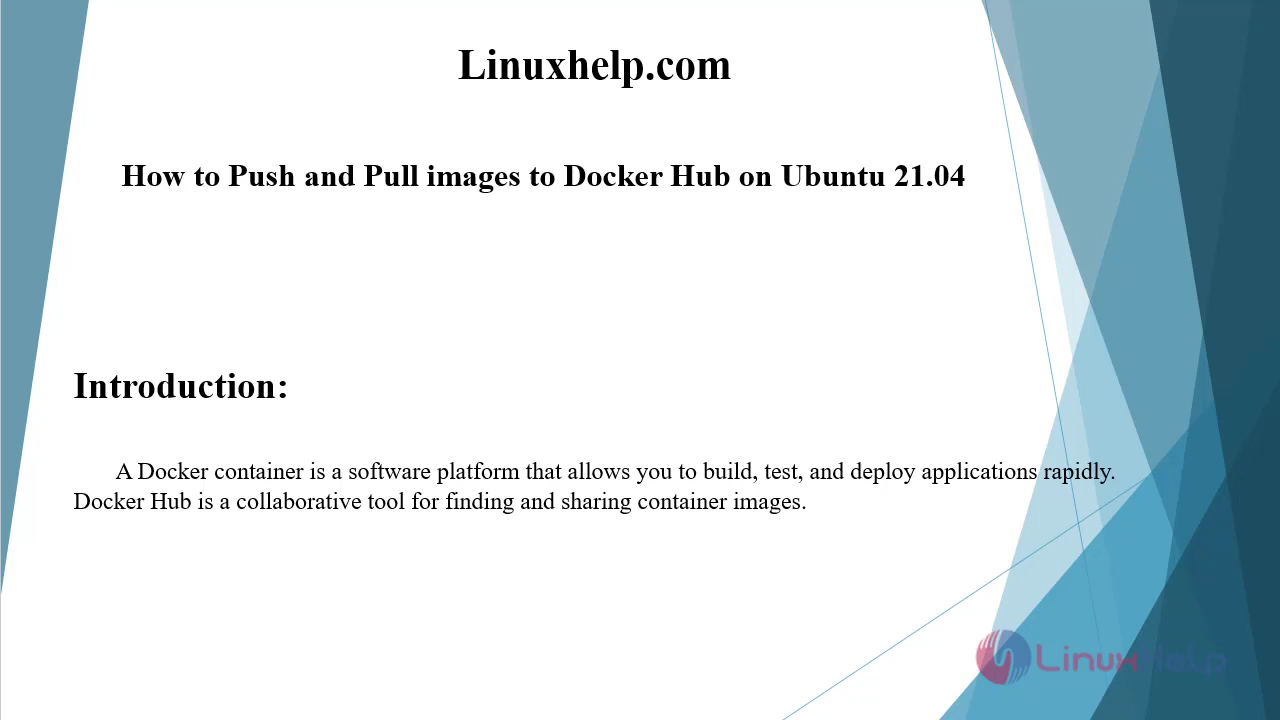 Linuxhelp.com
How to Push and Pull images to Docker Hub on Ubuntu 21.04
Introduction:
A Docker container is a software platform that allows you to build, test, and deploy applications rapidly.
Docker Hub is a collaborative tool for finding and sharing container images.
LinuxHelp